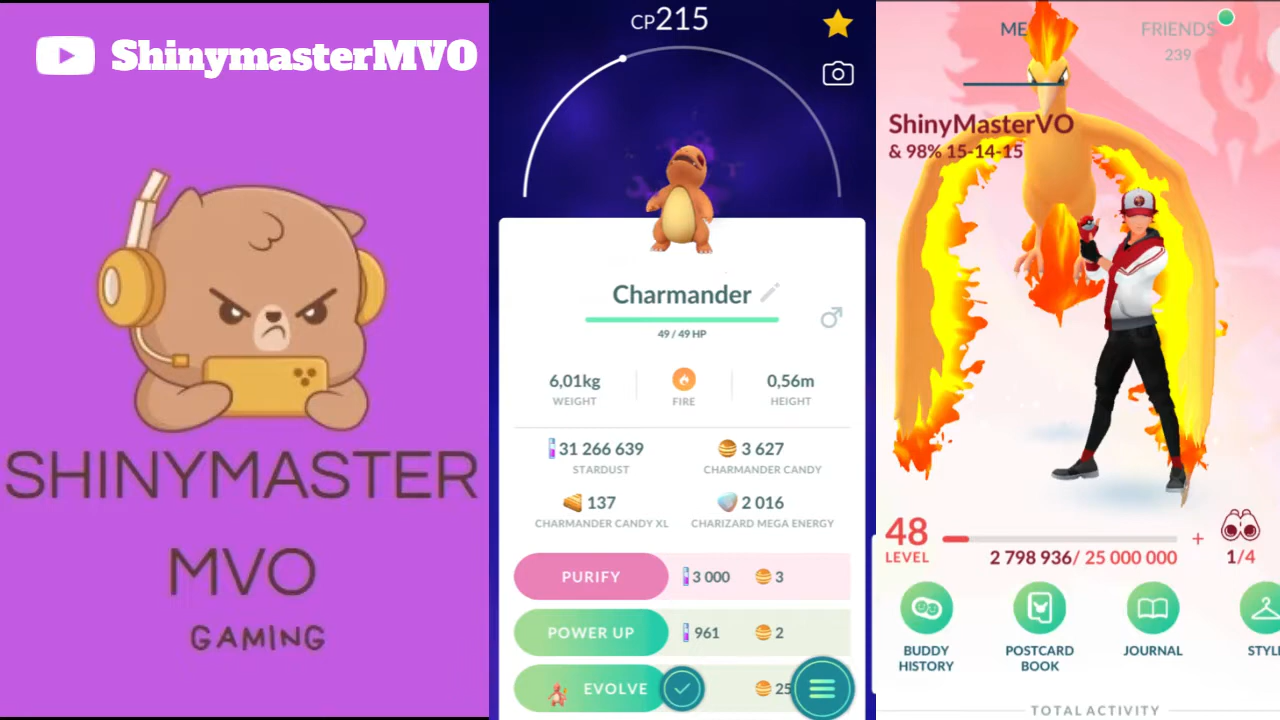 ShinymasterMVO
SHINYMASTER
MVO
GAMING
CP215
Charmander
49 / 49 HP
6,01kg
WEIGHT
FIRE
0,56m
HEIGHT
31 266 639
STARDUST
3 627
CHARMANDER CANDY
137
CHARMANDER CANDY XL
2 016
CHARIZARD MEGA ENERGY
PURIFY 3 000 3
POWER UP 961 2
EVOLVE 25
ME
FRIENDS
239
ShinyMasterVO
& 98% 15-14-15
48
LEVEL
2 798 936/ 25 000 000
+
1/4
BUDDY
HISTORY
POSTCARD
BOOK
JOURNAL
STYL
TOTAL ACTIVITY